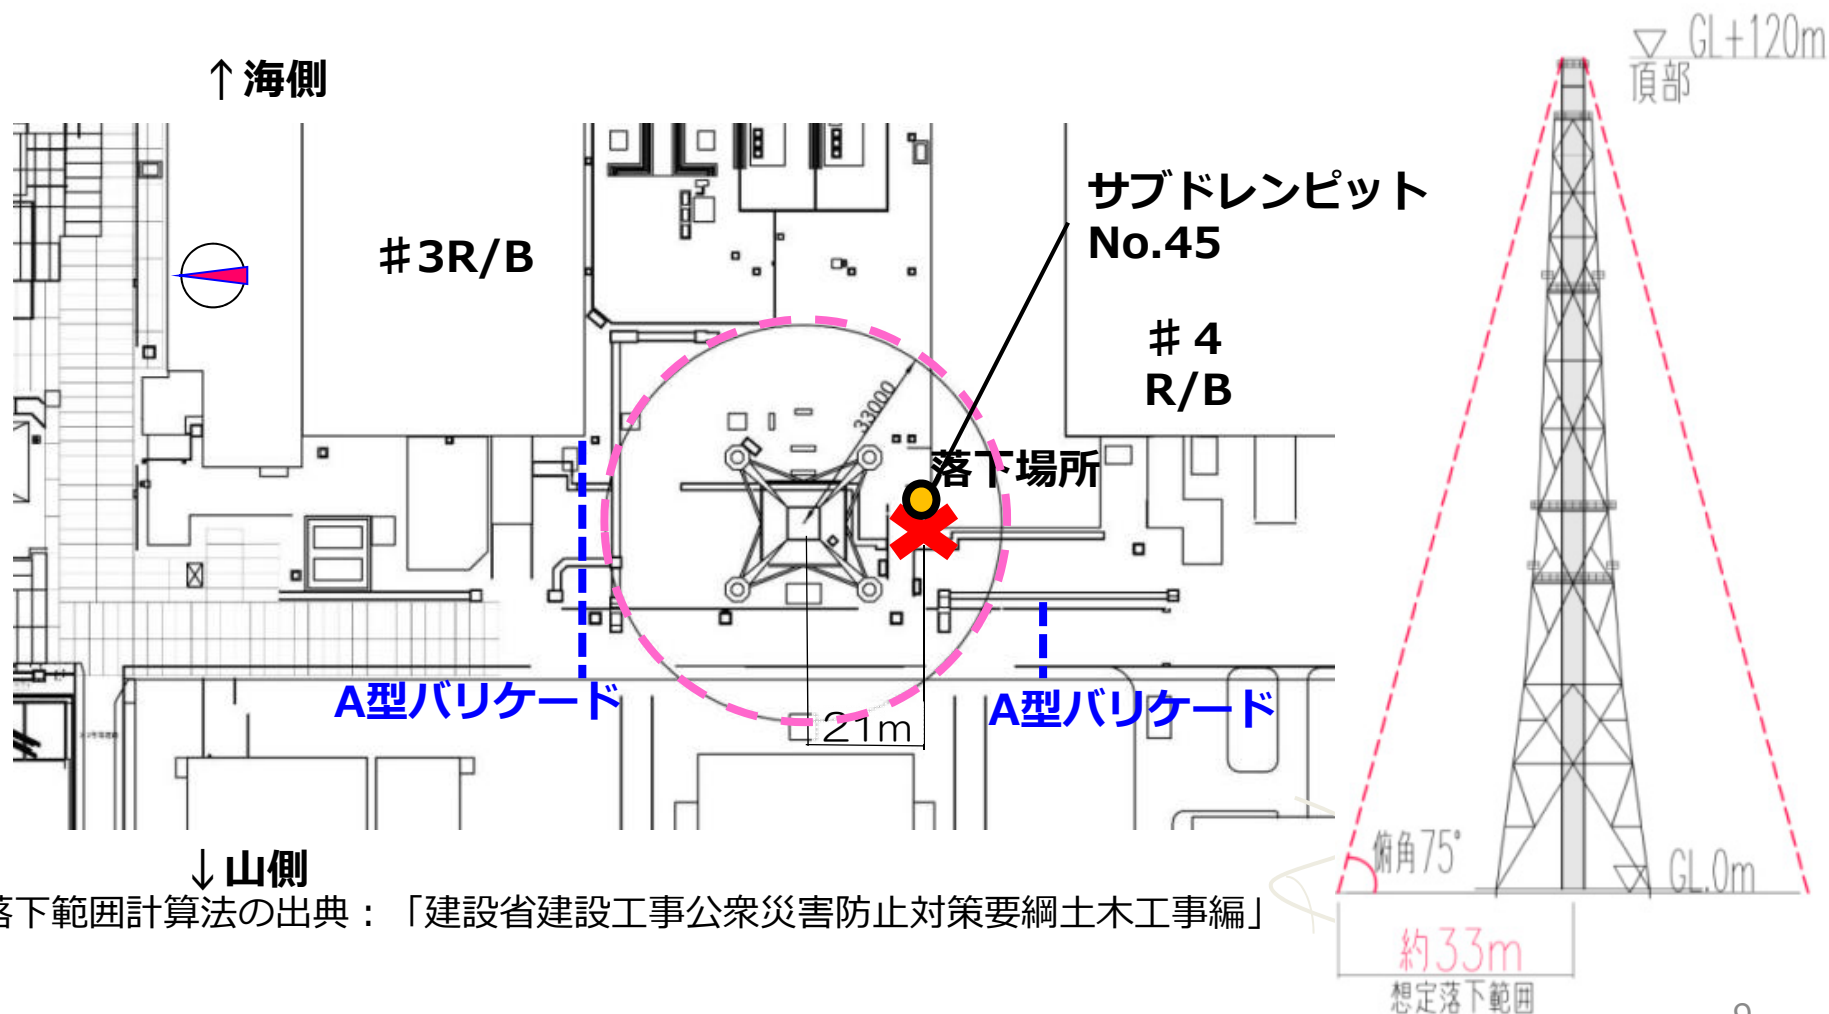 ↑海側
♯3R/B
サブドレンピット
No.45
♯4
R/B
33000
落下場所
A型バリケード
A型バリケード
21m
↓山側
落下範囲計算法の出典：「建設省建設工事公衆災害防止対策要綱土木工事編」
GL+120m
頂部
俯角75°
GL.0m
約33m
想定落下範囲